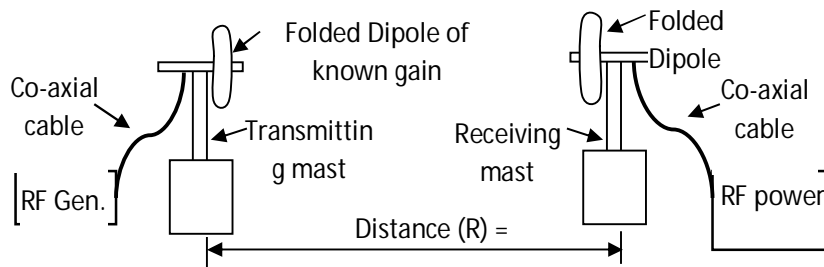 Folded Dipole of
known gain
Folded
Dipole
Co-axial
cable
Co-axial
cable
Transmittin
g mast
Receiving
mast
RF Gen.
RF power
Distance (R) =